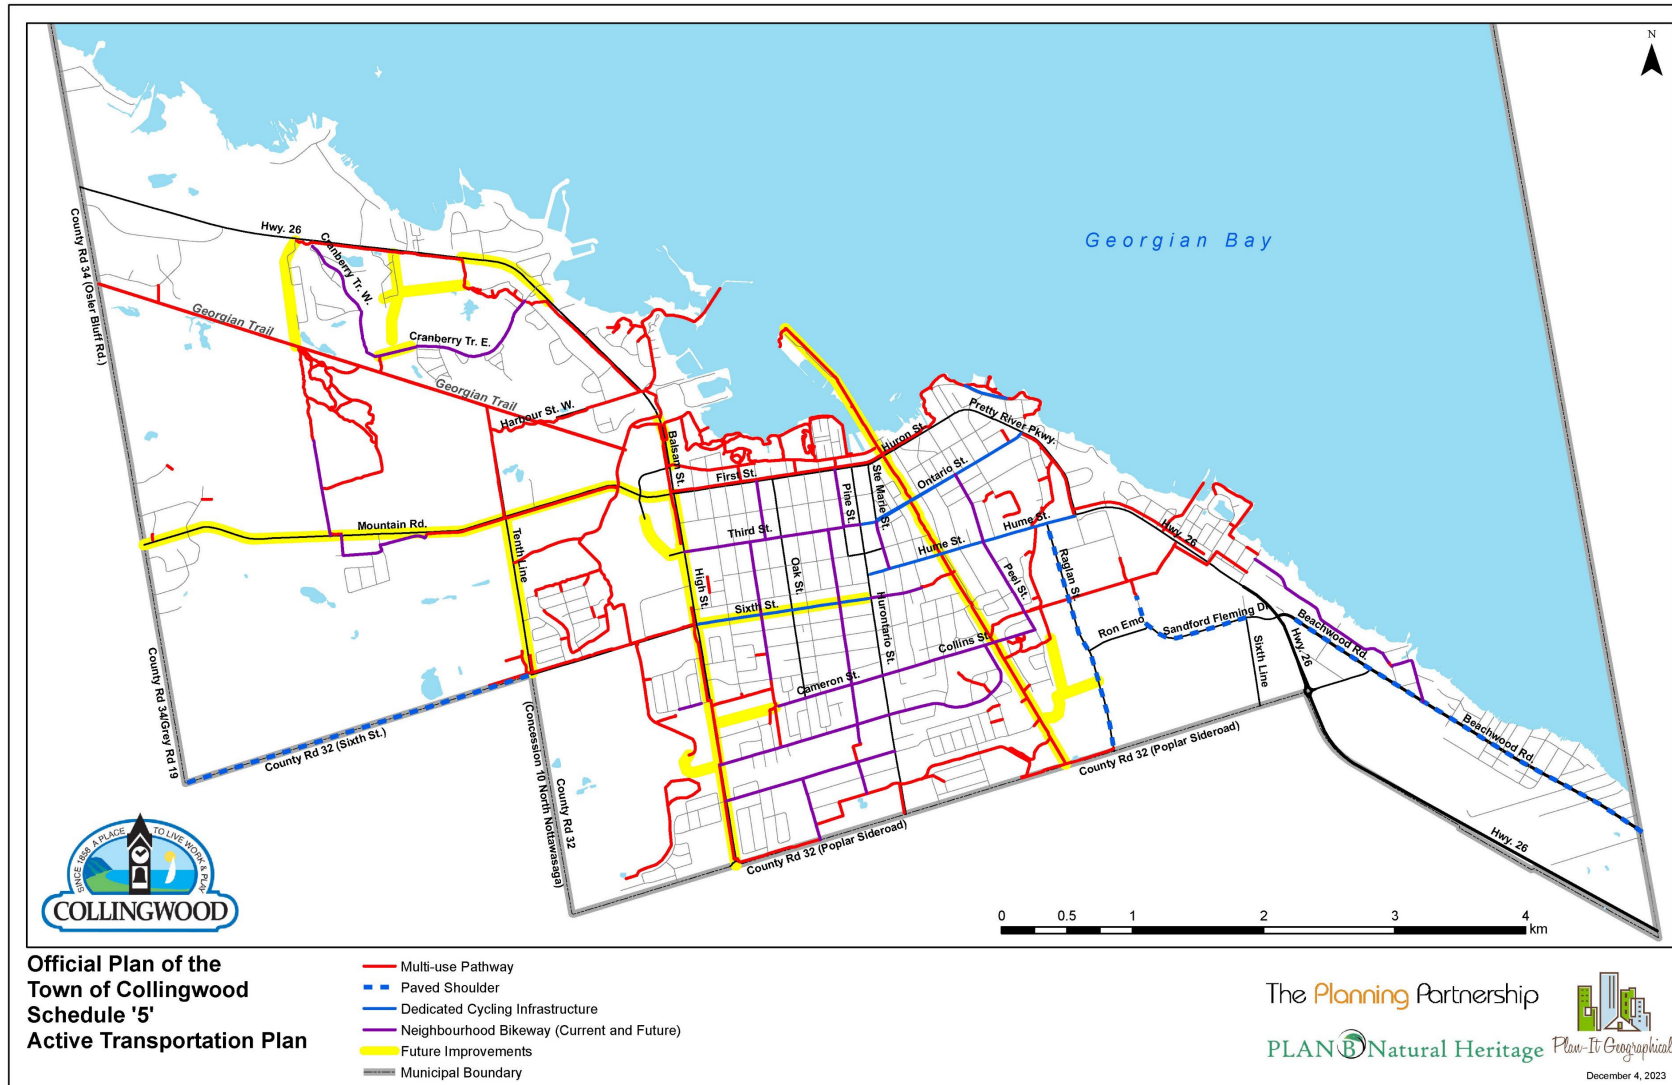 N
Georgian Bay
Hwy. 26
County Rd 34 (Osler Bluff Rd.)
Cranberry Tr. W.
Georgian Trail
Cranberry Tr. E.
Georgian Trail
Harbour St. W.
Balsam St.
First St.
Huron St.
Pretty River Pkwy.
Ontario St.
Ste Marie St.
Pine St.
Third St.
Hume St.
Hume St.
Hwy. 26
Mountain Rd.
Tenth Line
High St.
Oak St.
Sixth St.
Hurontario St.
Peel St.
Raglan St.
Collins St.
Cameron St.
Ron Emo
Sandford Fleming Dr
Sixth Line
Hwy. 26
Beachwood Rd.
Beachwood Rd.
Hwy. 26
County Rd 34/Grey Rd 19
County Rd 32 (Sixth St.)
County Rd 32
(Concession 10 North Nottawasaga)
County Rd 32 (Poplar Sideroad)
County Rd 32 (Poplar Sideroad)
SINCE 1858 A PLACE TO LIVE WORK & PLAY
COLLINGWOOD
0 0.5 1 2 3 4
km
Official Plan of the
Town of Collingwood
Schedule '5'
Active Transportation Plan
Multi-use Pathway
Paved Shoulder
Dedicated Cycling Infrastructure
Neighbourhood Bikeway (Current and Future)
Future Improvements
Municipal Boundary
The Planning Partnership
PLAN B Natural Heritage
Plan-It Geographical
December 4, 2023